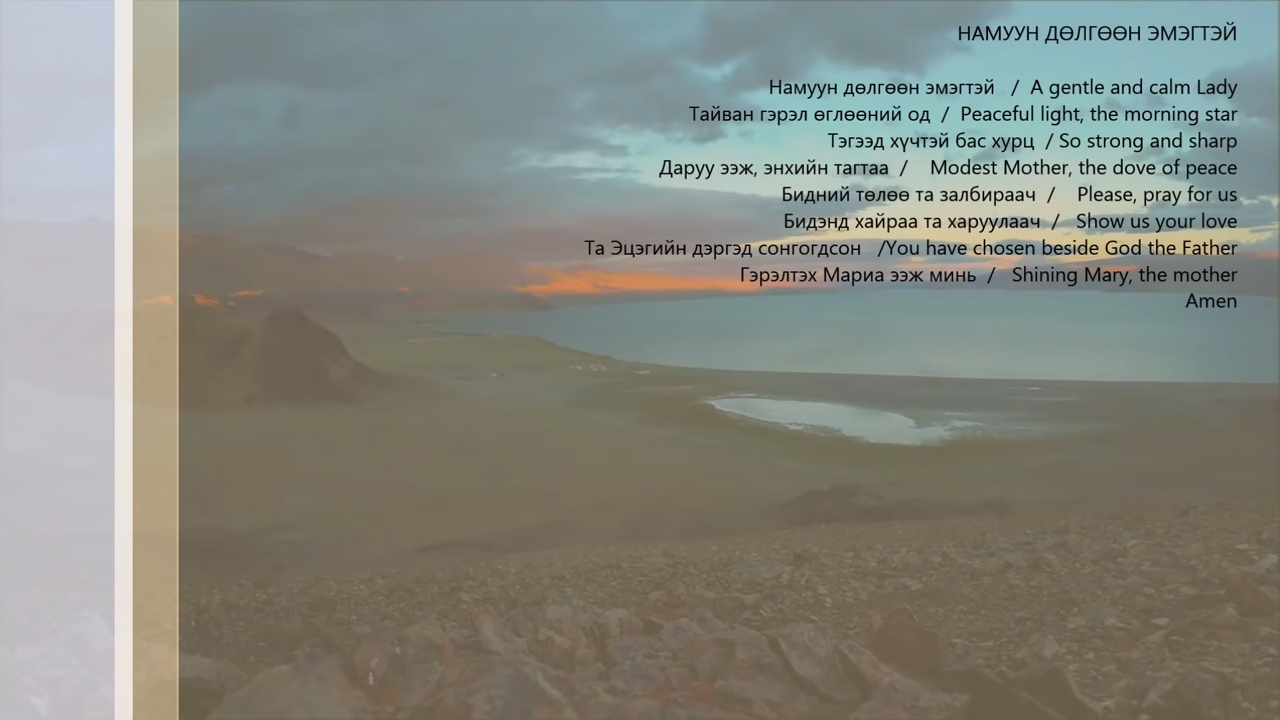 НАМУУН ДӨЛГӨӨН ЭМЭГТЭЙ
Намуун дөлгөөн эмэгтэй / A gentle and calm Lady
Тайван гэрэл өглөөний од / Peaceful light, the morning star
Тэгээд хүчтэй бас хурц / So strong and sharp
Даруу ээж, энхийн тагтаа / Modest Mother, the dove of peace
Бидний төлөө та залбираач / Please, pray for us
Бидэнд хайраа та харуулаач / Show us your love
Та Эцэгийн дэргэд сонгогдсон /You have chosen beside God the Father
Гэрэлтэх Мариа ээж минь / Shining Mary, the mother
Amen